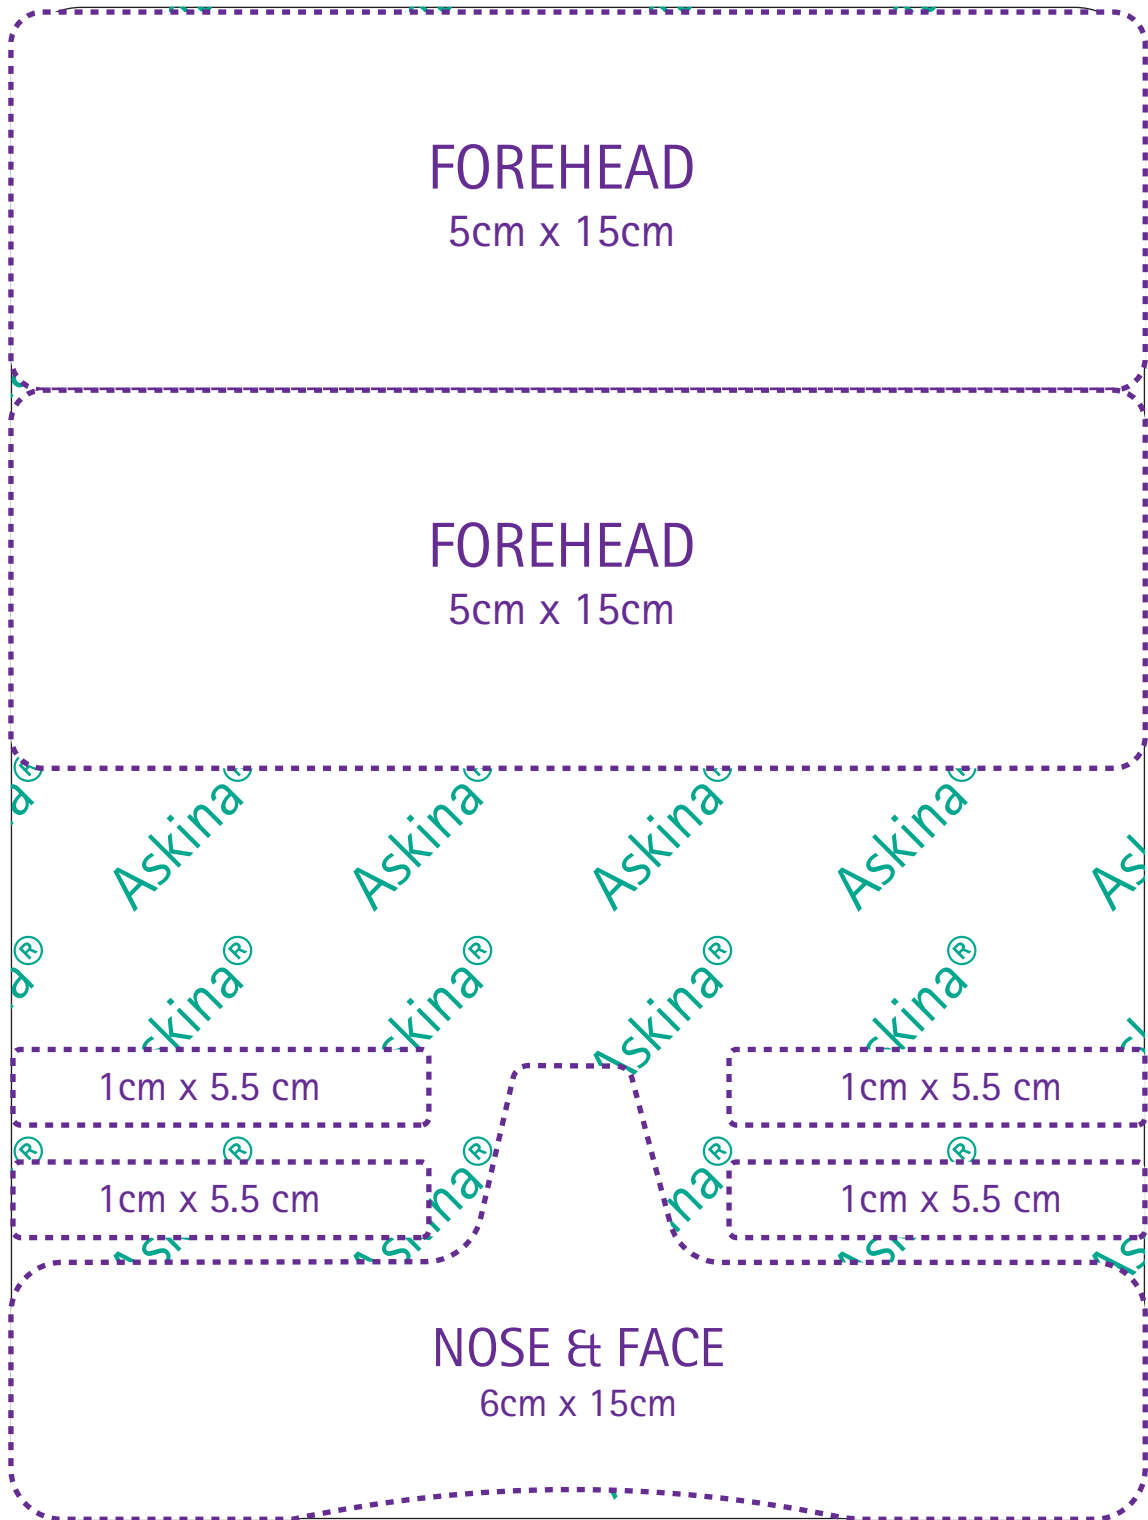 FOREHEAD
5cm x 15cm
FOREHEAD
5cm x 15cm
Askina® Askina® Askina® Askina®
Askina®
1cm x 5.5 cm 1cm x 5.5 cm
1cm x 5.5 cm 1cm x 5.5 cm
NOSE & FACE
6cm x 15cm